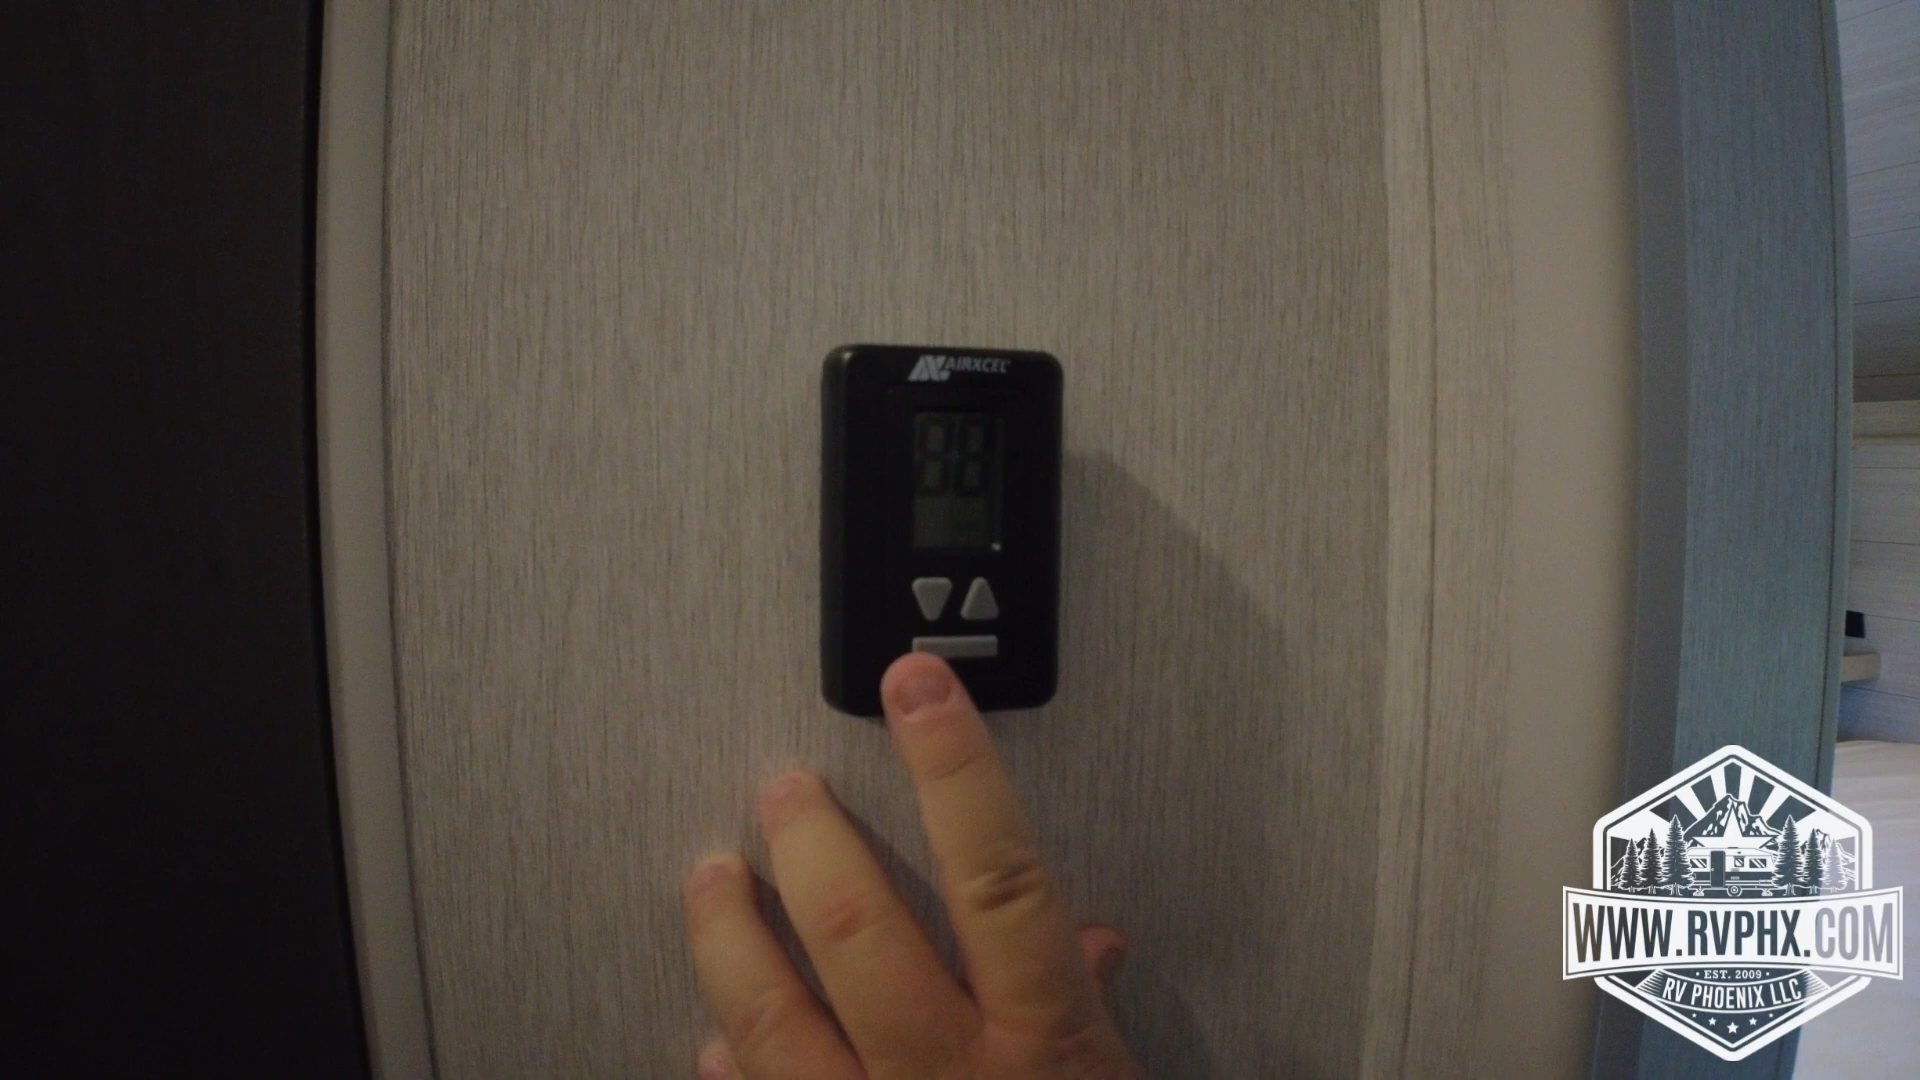 AIRXCEL
WWW.RVPHX.COM
· EST. 2009 ·
RV PHOENIX LLC